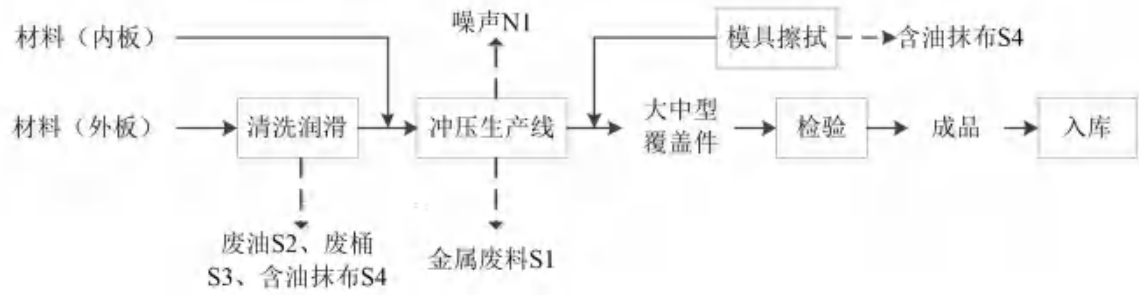 噪声N1
材料（内板）
模具擦拭
含油抹布S4
材料（外板）
清洗润滑
冲压生产线
大中型
覆盖件
检验
成品
入库
废油S2、废桶
S3、含油抹布S4
金属废料S1